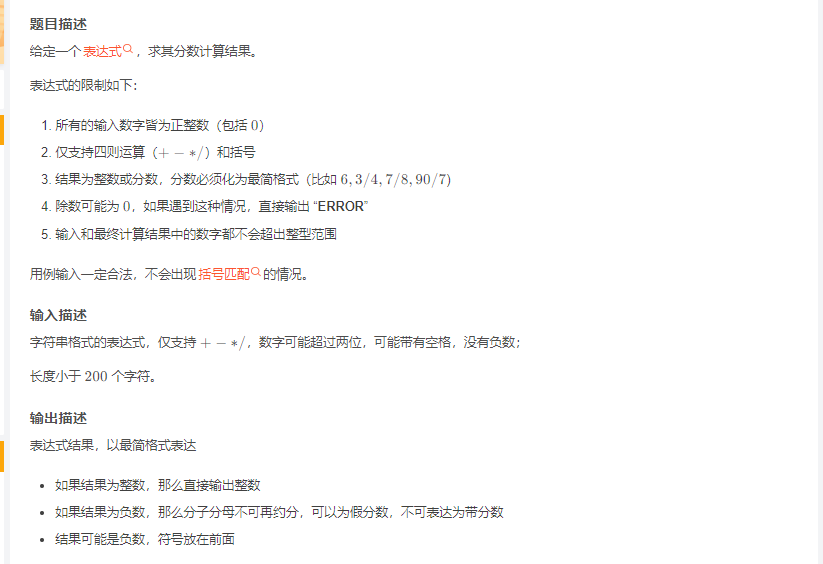 题目描述
给定一个 表达式 ，求其分数计算结果。
表达式的限制如下：
1. 所有的输入数字皆为正整数（包括 0）
2. 仅支持四则运算（+ − ∗/）和括号
3. 结果为整数或分数，分数必须化为最简格式（比如 6, 3/4, 7/8, 90/7)
4. 除数可能为 0，如果遇到这种情况，直接输出 “ERROR”
5. 输入和最终计算结果中的数字都不会超出整型范围
用例输入一定合法，不会出现 括号匹配 的情况。
输入描述
字符串格式的表达式，仅支持 + − ∗/，数字可能超过两位，可能带有空格，没有负数；
长度小于 200 个字符。
输出描述
表达式结果，以最简格式表达
• 如果结果为整数，那么直接输出整数
• 如果结果为负数，那么分子分母不可再约分，可以为假分数，不可表达为带分数
• 结果可能是负数，符号放在前面